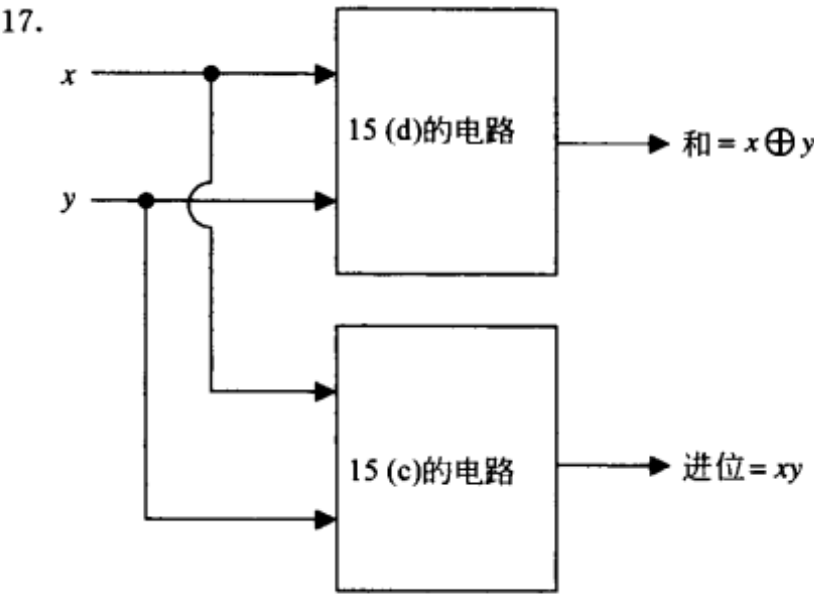 17.
x
15 (d)的电路
和 = x ⊕ y
y
15 (c)的电路
进位 = xy